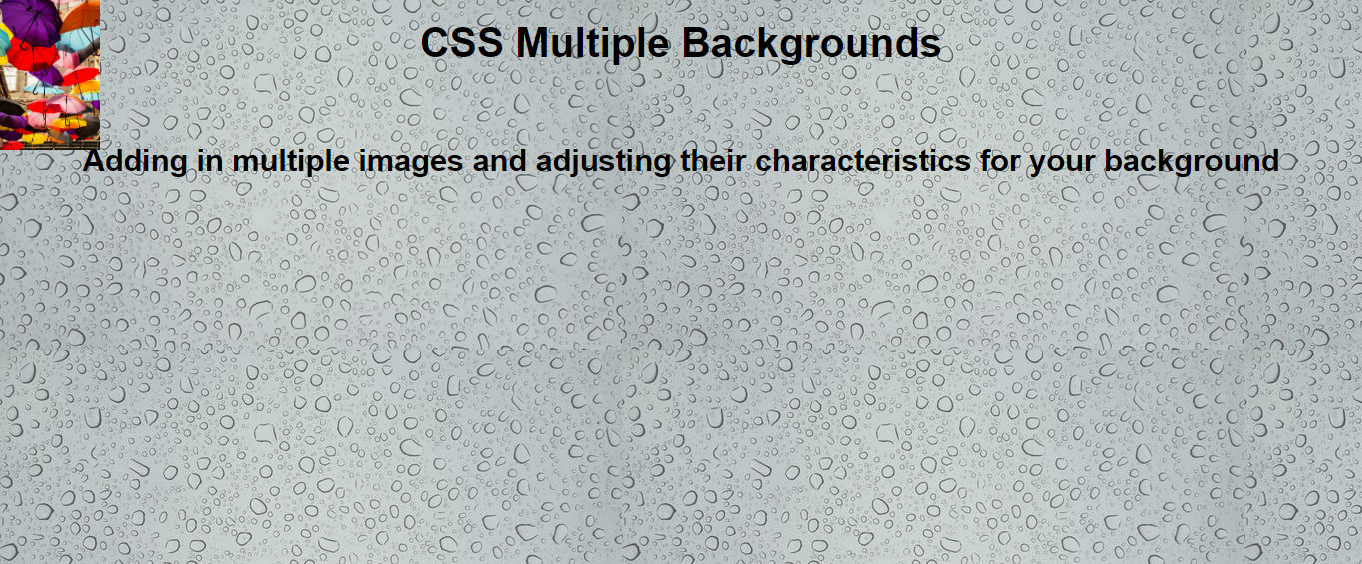 CSS Multiple Backgrounds
Adding in multiple images and adjusting their characteristics for your background